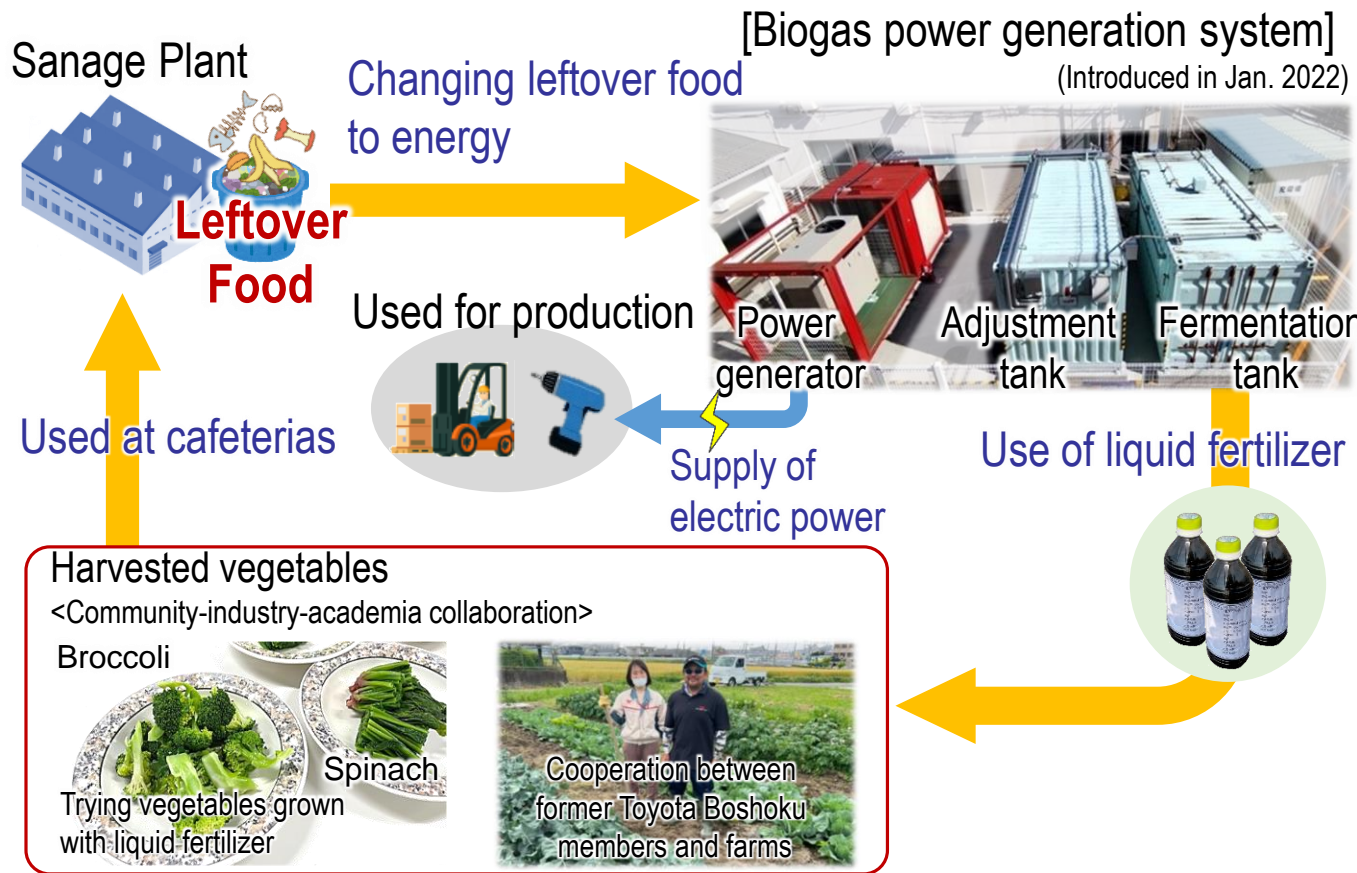 Sanage Plant
Leftover
Food
Changing leftover food
to energy
[Biogas power generation system]
(Introduced in Jan. 2022)
Power
generator
Adjustment
tank
Fermentation
tank
Used for production
Supply of
electric power
Use of liquid fertilizer
Used at cafeterias
Harvested vegetables
<Community-industry-academia collaboration>
Broccoli
Spinach
Trying vegetables grown
with liquid fertilizer
Cooperation between
former Toyota Boshoku
members and farms